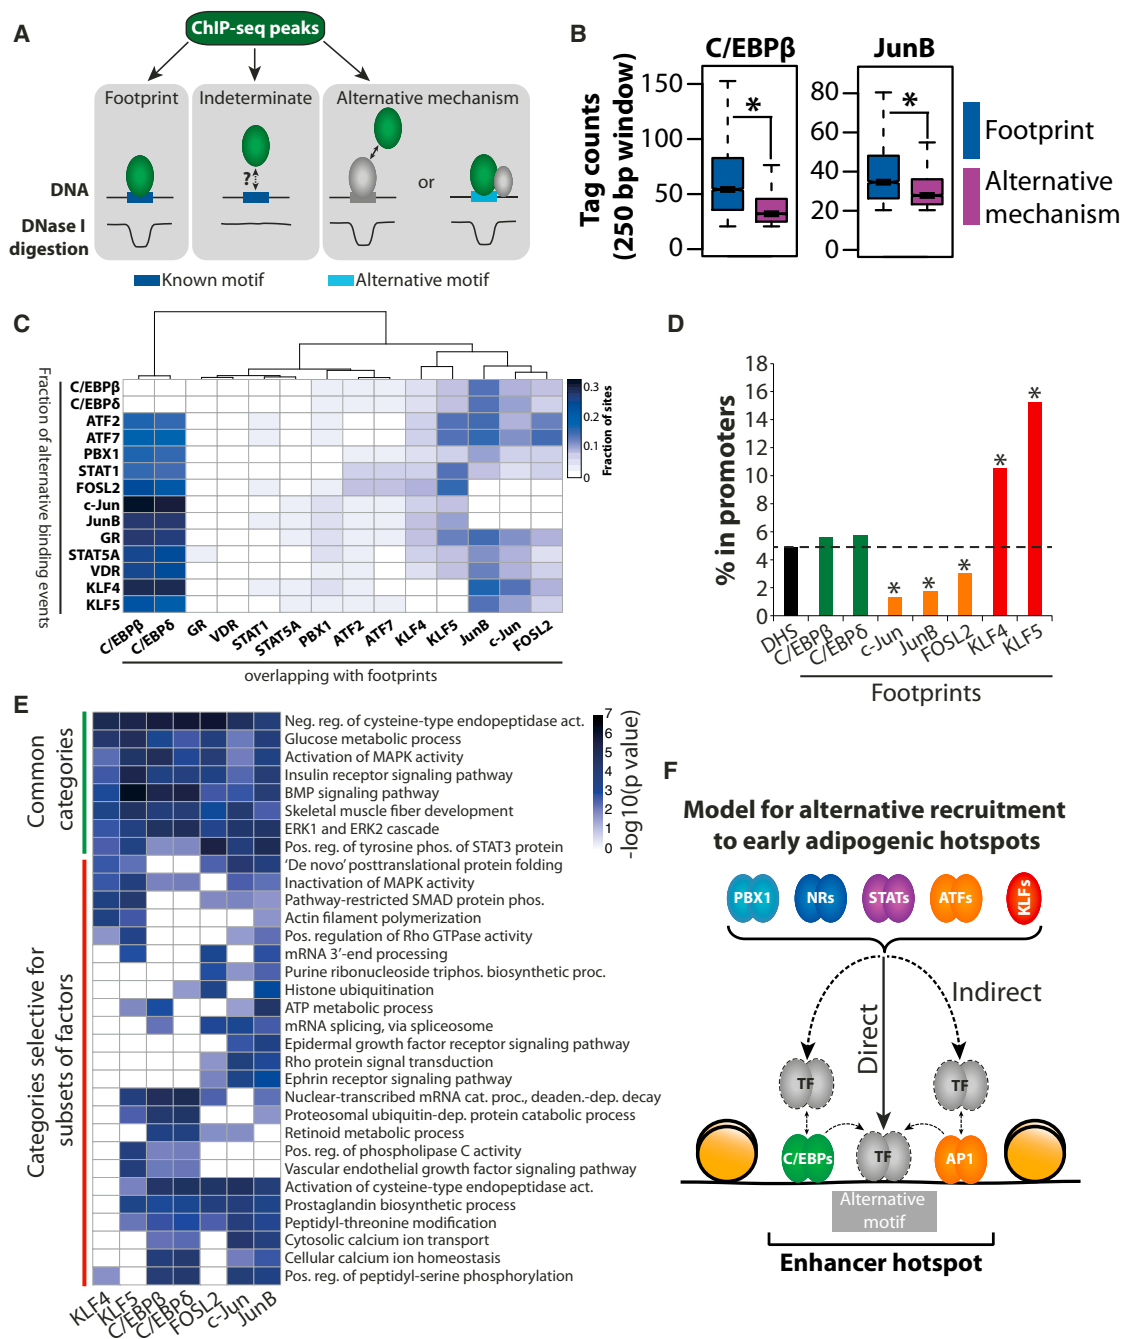 A
ChIP-seq peaks
Footprint
Indeterminate
Alternative mechanism
?
or
DNA
DNase I
digestion
Known motif
Alternative motif
B
C/EBPβ
JunB
Tag counts
(250 bp window)
150
100
50
0
*
80
60
40
20
0
*
Footprint
Alternative
mechanism
C
Fraction of alternative binding events
C/EBPβ
C/EBPδ
ATF2
ATF7
PBX1
STAT1
FOSL2
c-Jun
JunB
GR
STAT5A
VDR
KLF4
KLF5
0.3
0.2
0.1
0
Fraction of sites
C/EBPβ
C/EBPδ
GR
VDR
STAT1
STAT5A
PBX1
ATF2
ATF7
KLF4
KLF5
JunB
c-Jun
FOSL2
overlapping with footprints
D
% in promoters
18
16
14
12
10
8
6
4
2
0
*
*
*
*
*
DHS
C/EBPβ
C/EBPδ
c-Jun
JunB
FOSL2
KLF4
KLF5
Footprints
E
Common
categories
Categories selective for
subsets of factors
Neg. reg. of cysteine-type endopeptidase act.
Glucose metabolic process
Activation of MAPK activity
Insulin receptor signaling pathway
BMP signaling pathway
Skeletal muscle fiber development
ERK1 and ERK2 cascade
Pos. reg. of tyrosine phos. of STAT3 protein
‘De novo’ posttranslational protein folding
Inactivation of MAPK activity
Pathway-restricted SMAD protein phos.
Actin filament polymerization
Pos. regulation of Rho GTPase activity
mRNA 3’-end processing
Purine ribonucleoside triphos. biosynthetic proc.
Histone ubiquitination
ATP metabolic process
mRNA splicing, via spliceosome
Epidermal growth factor receptor signaling pathway
Rho protein signal transduction
Ephrin receptor signaling pathway
Nuclear-transcribed mRNA cat. proc., deaden.-dep. decay
Proteosomal ubiquitin-dep. protein catabolic process
Retinoid metabolic process
Pos. reg. of phospholipase C activity
Vascular endothelial growth factor signaling pathway
Activation of cysteine-type endopeptidase act.
Prostaglandin biosynthetic process
Peptidyl-threonine modification
Cytosolic calcium ion transport
Cellular calcium ion homeostasis
Pos. reg. of peptidyl-serine phosphorylation
7
6
5
4
3
2
1
0
-log10(p value)
KLF4
KLF5
C/EBPβ
C/EBPδ
FOSL2
c-Jun
JunB
F
Model for alternative recruitment
to early adipogenic hotspots
PBX1
NRs
STATs
ATFs
KLFs
Direct
Indirect
TF
TF
C/EBPs
TF
AP1
Alternative
motif
Enhancer hotspot